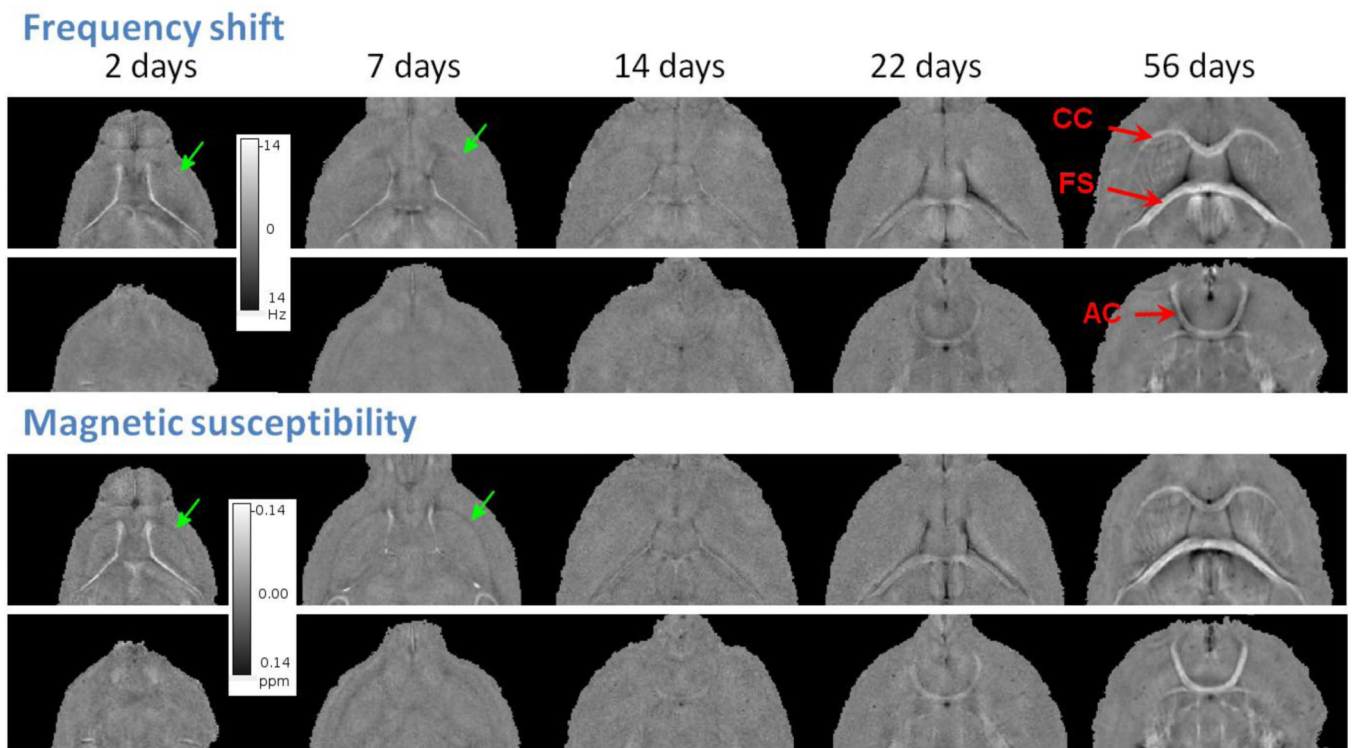 Frequency shift
2 days 7 days 14 days 22 days 56 days
-14
0
14
Hz
CC
FS
AC
Magnetic susceptibility
-0.14
0.00
0.14
ppm